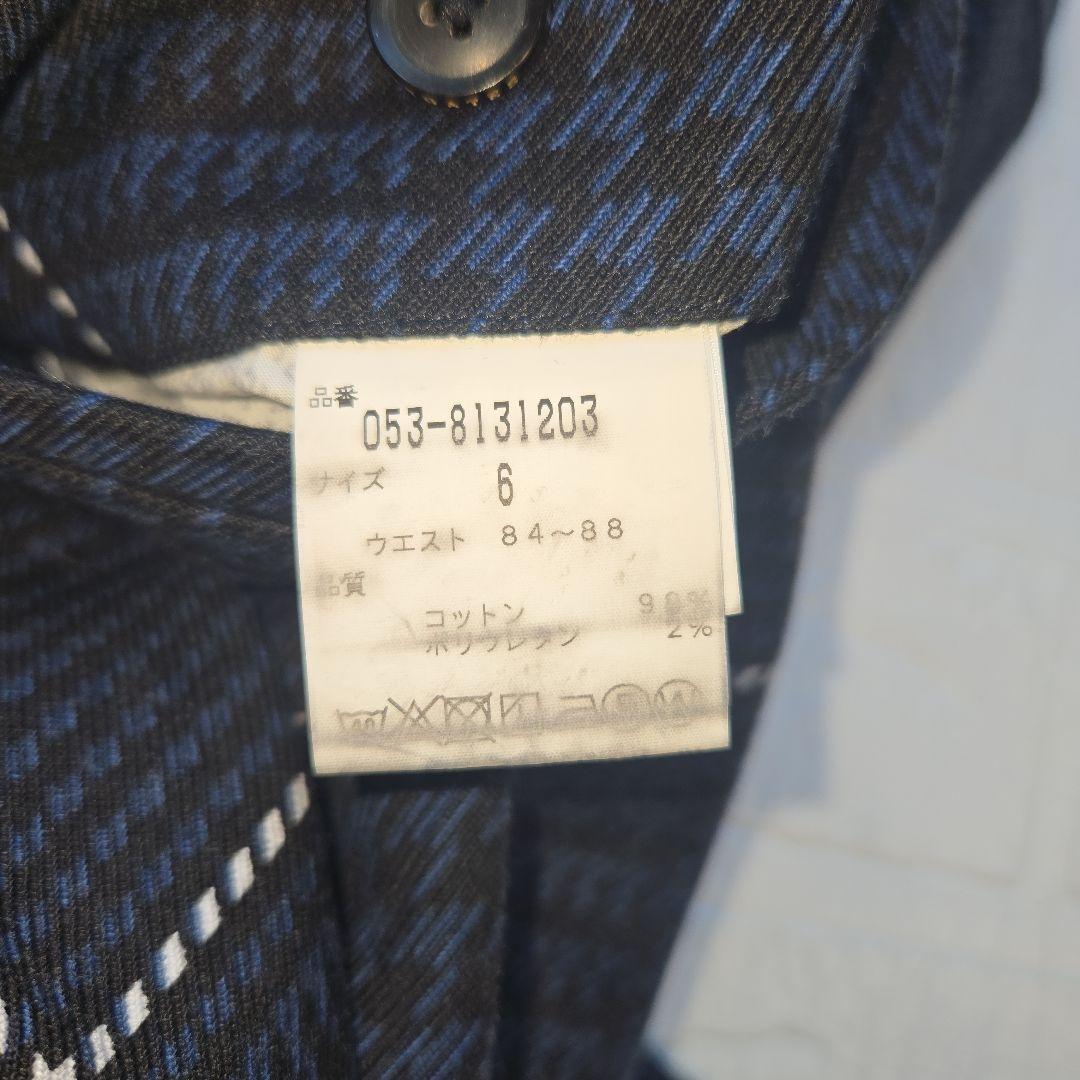 品番
053-8131203
サイズ 6
ウエスト 84～88
品質
コットン 98%
ポリウレタン 2%